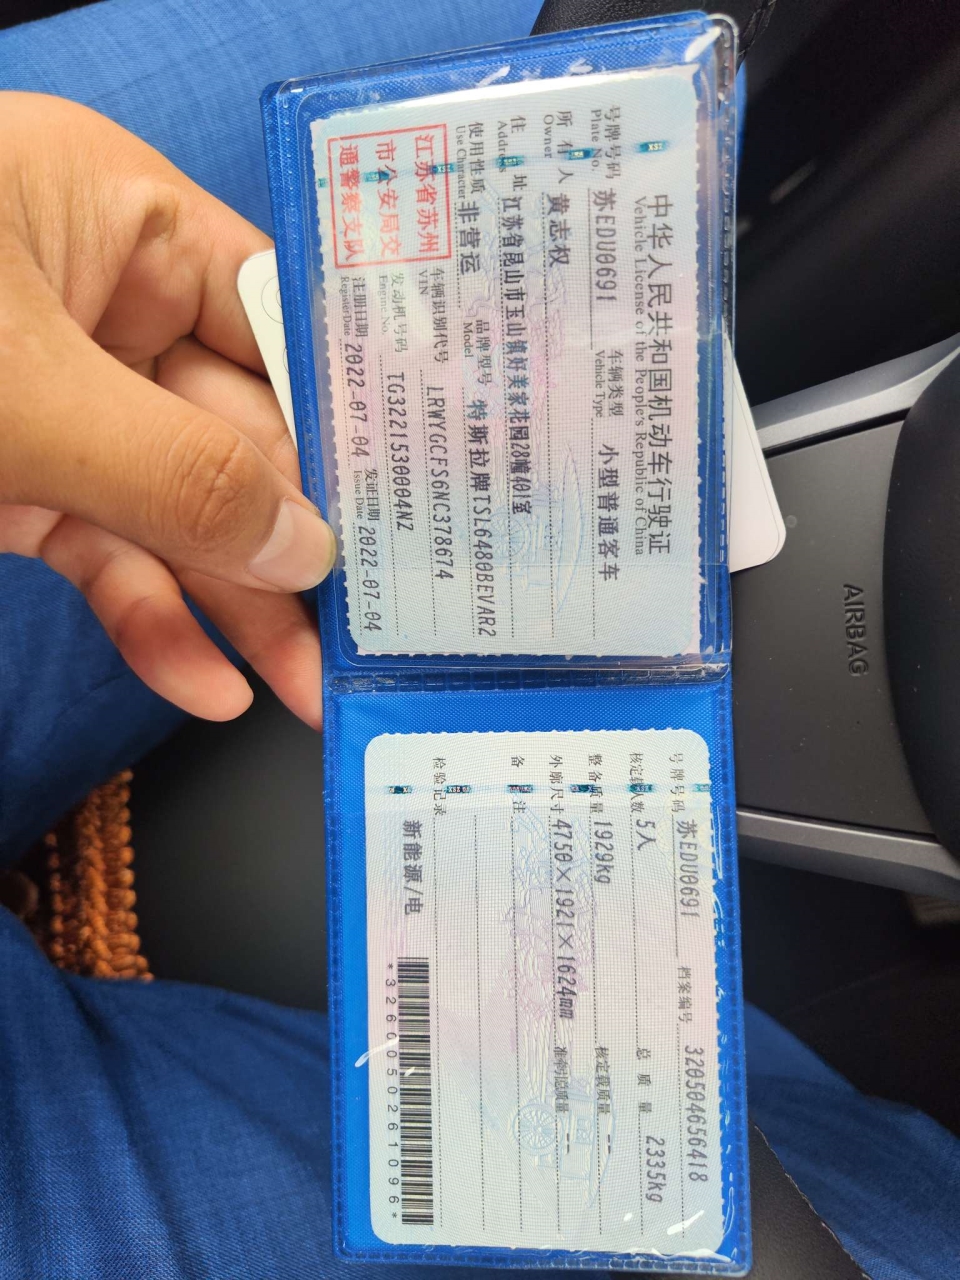 中华人民共和国机动车行驶证
Vehicle License of the People's Republic of China
号牌号码 苏EDU0691 车辆类型 小型普通客车
Plate No. Vehicle Type
所有人 黄志权
Owner
住址 江苏省昆山市玉山镇好美家花园28幢401室
Address
使用性质 非营运 品牌型号 特斯拉牌TSL6480BEVAR2
Use Character Model
江苏省苏州
市公安局交
通警察支队
车辆识别代号 LRWYGCFS6NC378674
VIN
发动机号码 TG3221530004NZ
Engine No.
注册日期 2022-07-04 发证日期 2022-07-04
Register Date Issue Date
号牌号码 苏EDU0691 档案编号 320504656418
核定载人数 5人 总质量 2335kg
整备质量 1929kg 核定载质量 --
外廓尺寸 4750×1921×1624mm 准牵引总质量 --
备注
检验记录
新能源/电
*3260050261096*
AIRBAG